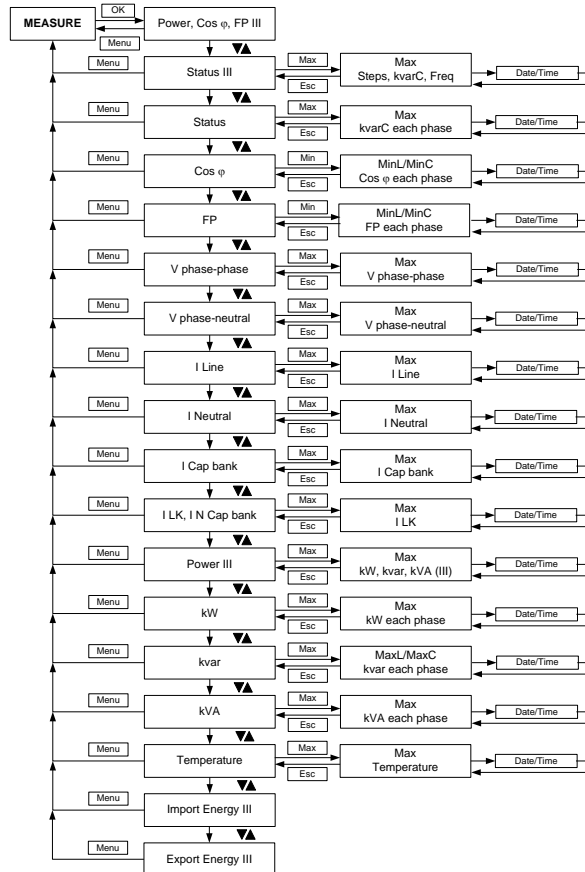 OK
MEASURE
Power, Cos φ, FP III
Menu
▼▲
Menu
Status III
Max
Esc
Max
Steps, kvarC, Freq
Date/Time
▼▲
Menu
Status
Max
Esc
Max
kvarC each phase
Date/Time
▼▲
Menu
Cos φ
Min
Esc
MinL/MinC
Cos φ each phase
Date/Time
▼▲
Menu
FP
Min
Esc
MinL/MinC
FP each phase
Date/Time
▼▲
Menu
V phase-phase
Max
Esc
Max
V phase-phase
Date/Time
▼▲
Menu
V phase-neutral
Max
Esc
Max
V phase-neutral
Date/Time
▼▲
Menu
I Line
Max
Esc
Max
I Line
Date/Time
▼▲
Menu
I Neutral
Max
Esc
Max
I Neutral
Date/Time
▼▲
Menu
I Cap bank
Max
Esc
Max
I Cap bank
Date/Time
▼▲
Menu
I LK, I N Cap bank
Max
Esc
Max
I LK
Date/Time
▼▲
Menu
Power III
Max
Esc
Max
kW, kvar, kVA (III)
Date/Time
▼▲
Menu
kW
Max
Esc
Max
kW each phase
Date/Time
▼▲
Menu
kvar
Max
Esc
MaxL/MaxC
kvar each phase
Date/Time
▼▲
Menu
kVA
Max
Esc
Max
kVA each phase
Date/Time
▼▲
Menu
Temperature
Max
Esc
Max
Temperature
Date/Time
▼▲
Menu
Import Energy III
▼▲
Menu
Export Energy III